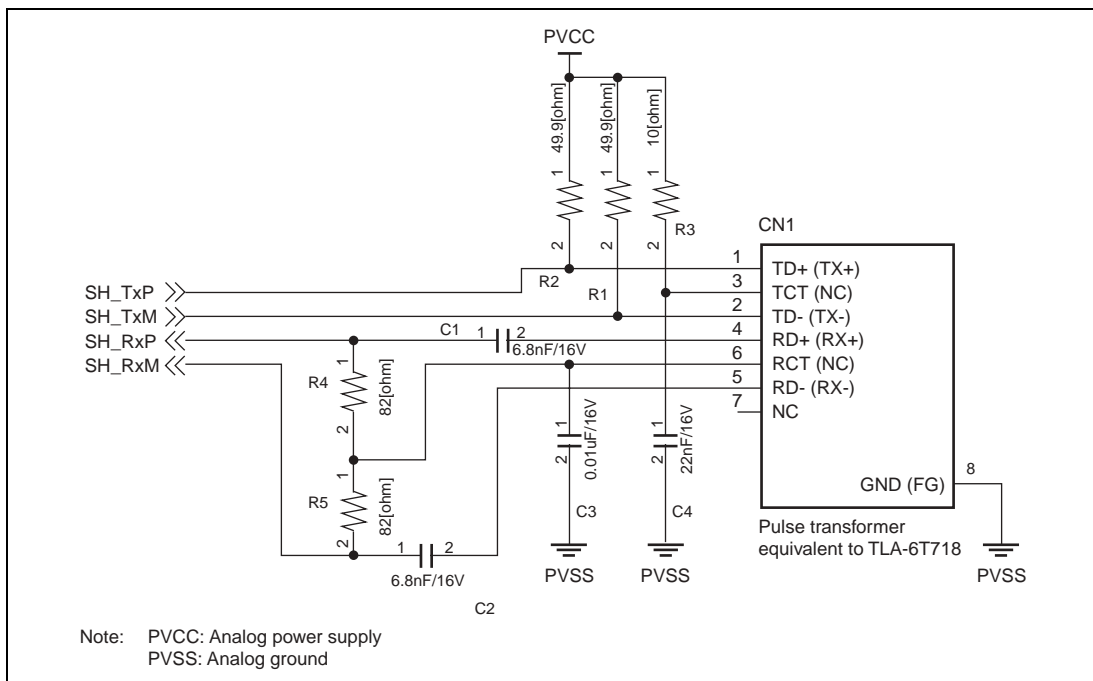 PVCC
49.9[ohm]
49.9[ohm]
10[ohm]
1
1
1
2
2
2
R2
R1
R3
CN1
SH_TxP
SH_TxM
SH_RxP
SH_RxM
1 TD+ (TX+)
3 TCT (NC)
2 TD- (TX-)
4 RD+ (RX+)
6 RCT (NC)
5 RD- (RX-)
7 NC
GND (FG) 8
C1 1 2
6.8nF/16V
R4 1 2
82[ohm]
R5 1 2
82[ohm]
1 2
6.8nF/16V
C2
1 2
0.01uF/16V
C3
1 2
22nF/16V
C4
PVSS
PVSS
PVSS
Pulse transformer
equivalent to TLA-6T718
Note: PVCC: Analog power supply
PVSS: Analog ground